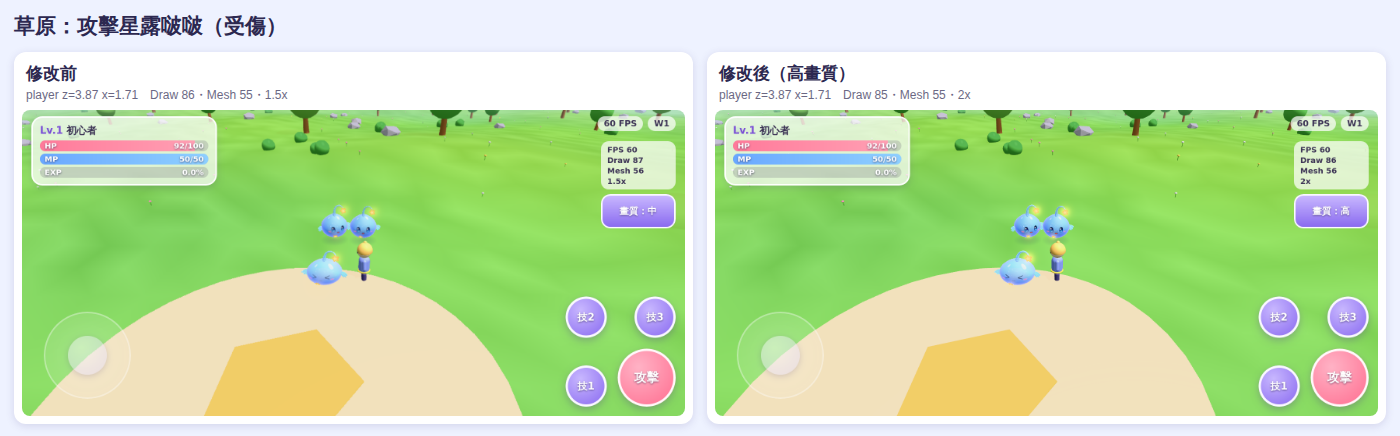 草原：攻擊星露啵啵（受傷）
修改前
player z=3.87 x=1.71 Draw 86・Mesh 55・1.5x
Lv.1 初心者
HP 92/100
MP 50/50
EXP 0.0%
60 FPS W1
FPS 60
Draw 87
Mesh 56
1.5x
畫質：中
技2
技3
技1
攻擊
修改後（高畫質）
player z=3.87 x=1.71 Draw 85・Mesh 55・2x
Lv.1 初心者
HP 92/100
MP 50/50
EXP 0.0%
60 FPS W1
FPS 60
Draw 86
Mesh 56
2x
畫質：高
技2
技3
技1
攻擊